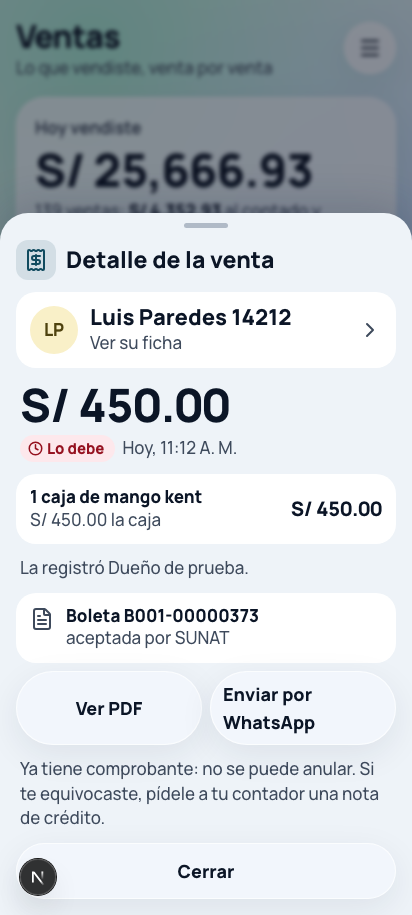 Ventas
Lo que vendiste, venta por venta
Hoy vendiste
S/ 25,666.93
Detalle de la venta
LP
Luis Paredes 14212
Ver su ficha
S/ 450.00
Lo debe
Hoy, 11:12 A. M.
1 caja de mango kent
S/ 450.00 la caja
S/ 450.00
La registró Dueño de prueba.
Boleta B001-00000373
aceptada por SUNAT
Ver PDF
Enviar por
WhatsApp
Ya tiene comprobante: no se puede anular. Si
te equivocaste, pídele a tu contador una nota
de crédito.
N
Cerrar